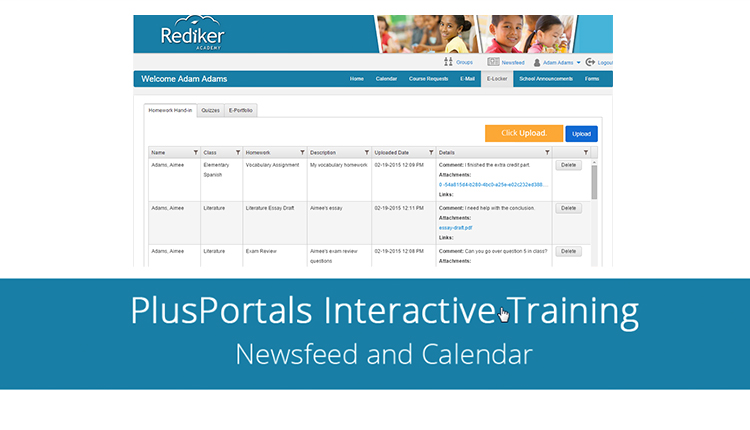 Rediker
ACADEMY
Groups Newsfeed Adam Adams Logout
Welcome Adam Adams
Home Calendar Course Requests E-Mail E-Locker School Announcements Forms
Homework Hand-in Quizzes E-Portfolio
Click Upload. Upload
Name Class Homework Description Uploaded Date Details
Adams, Aimee Elementary Spanish Vocabulary Assignment My vocabulary homework 02-19-2015 12:09 PM Comment: I finished the extra credit part. Delete
Attachments:
Links:
Adams, Aimee Literature Literature Essay Draft Aimee's essay 02-19-2015 12:11 PM Comment: I need help with the conclusion. Delete
Attachments:
essay-draft.pdf
Links:
Adams, Aimee Literature Exam Review Aimee's exam review questions 02-19-2015 12:08 PM Comment: Can you go over question 5 in class? Delete
Attachments:
PlusPortals Interactive Training
Newsfeed and Calendar